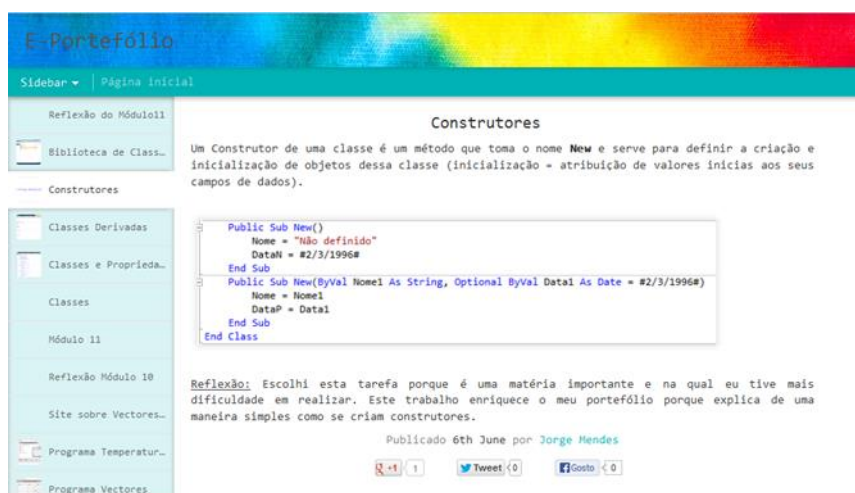 E-Portefólio
Sidebar Página inicial
Reflexão do Módulo11
Biblioteca de Class…
Construtores
Classes Derivadas
Classes e Proprieda…
Classes
Módulo 11
Reflexão Módulo 10
Site sobre Vectores…
Programa Temperatur…
Programa Vectores
Construtores
Um Construtor de uma classe é um método que toma o nome New e serve para definir a criação e
inicialização de objetos dessa classe (inicialização = atribuição de valores inicias aos seus
campos de dados).
Public Sub New()
Nome = "Não definido"
DataN = #2/3/1996#
End Sub
Public Sub New(ByVal Nome1 As String, Optional ByVal Data1 As Date = #2/3/1996#)
Nome = Nome1
DataP = Data1
End Sub
End Class
Reflexão: Escolhi esta tarefa porque é uma matéria importante e na qual eu tive mais
dificuldade em realizar. Este trabalho enriquece o meu portefólio porque explica de uma
maneira simples como se criam construtores.
Publicado 6th June por Jorge Mendes
+1 1 Tweet 0 Gosto 0